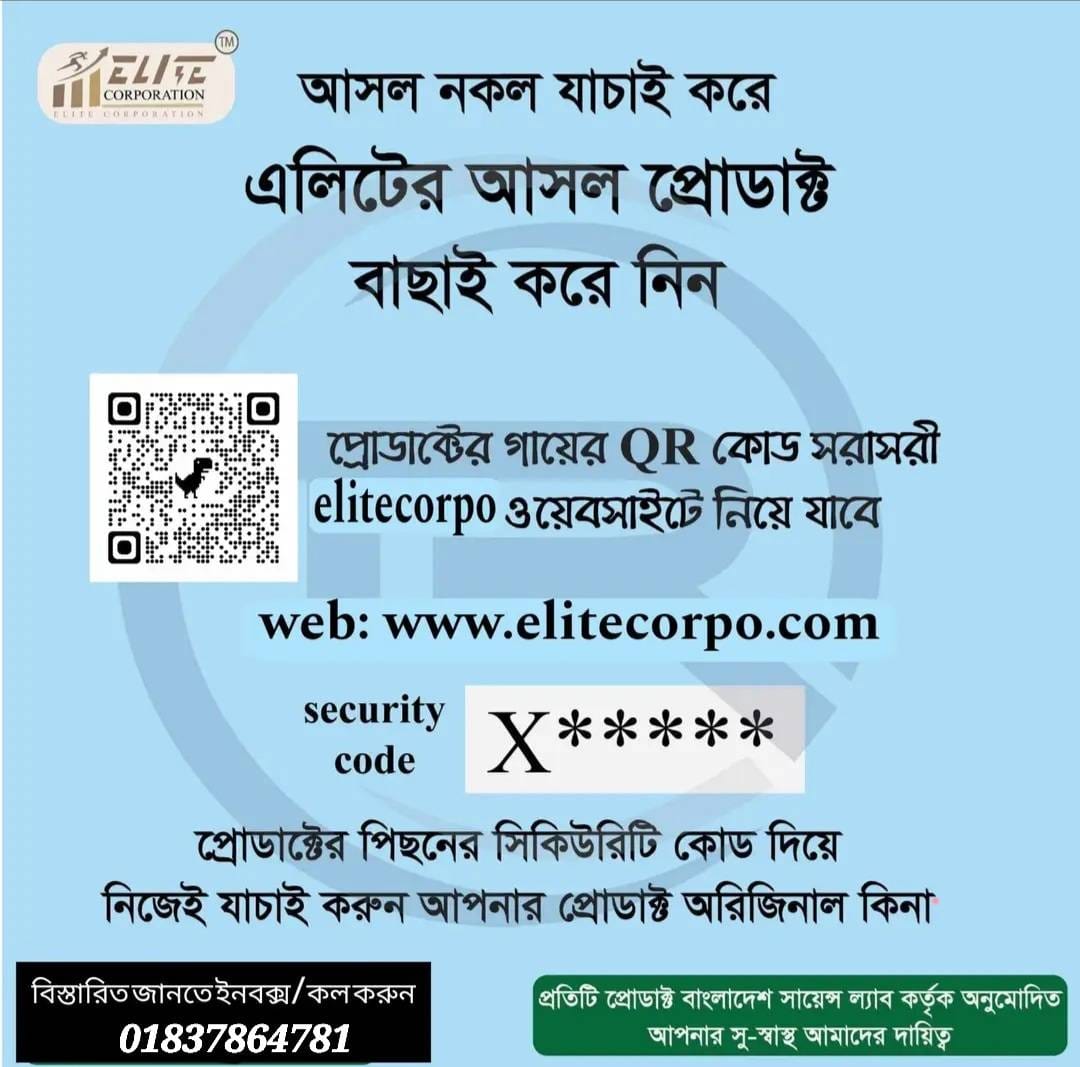 ELITE TM
CORPORATION
ELITE CORPORATION
আসল নকল যাচাই করে
এলিটের আসল প্রোডাক্ট
বাছাই করে নিন
প্রোডাক্টের গায়ের QR কোড সরাসরী
elitecorpo ওয়েবসাইটে নিয়ে যাবে
web: www.elitecorpo.com
security
code
X*****
প্রোডাক্টের পিছনের সিকিউরিটি কোড দিয়ে
নিজেই যাচাই করুন আপনার প্রোডাক্ট অরিজিনাল কিনা
বিস্তারিত জানতে ইনবক্স/কল করুন
01837864781
প্রতিটি প্রোডাক্ট বাংলাদেশ সায়েন্স ল্যাব কর্তৃক অনুমোদিত
আপনার সু-স্বাস্থ আমাদের দায়িত্ব